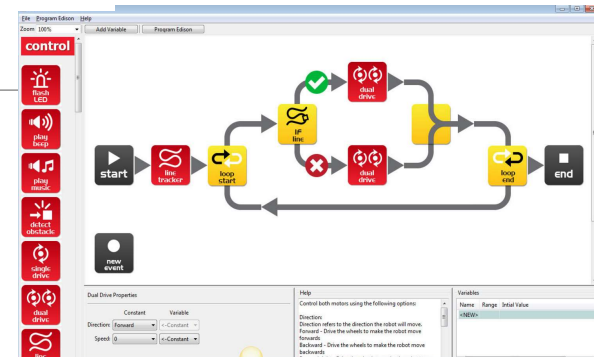 File Program Edison Help
Zoom: 100% Add Variable Program Edison
control
flash
LED
play
beep
play
music
detect
obstacle
single
drive
dual
drive
line
start
line
tracker
loop
start
IF
line
dual
drive
dual
drive
loop
end
end
new
event
Dual Drive Properties
Constant Variable
Direction: Forward <-Constant
Speed: 0 <-Constant
Help
Control both motors using the following options:
Direction:
Direction refers to the direction the robot will move.
Forward - Drive the wheels to make the robot move
forwards
Backward - Drive the wheels to make the robot move
backwards
Variables
Name Range Intial Value
<NEW>